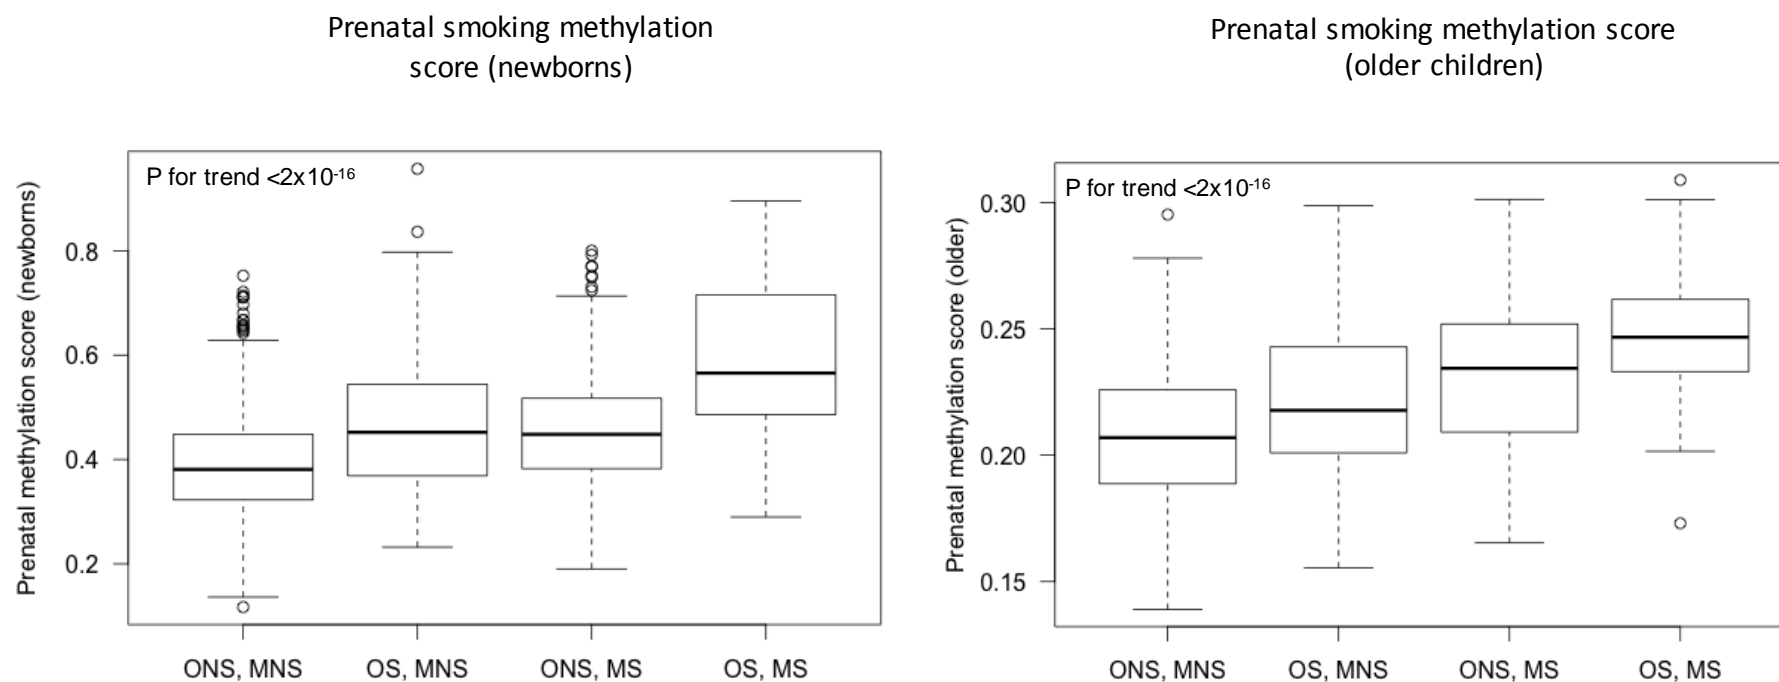 Prenatal smoking methylation
score (newborns)
P for trend <2x10-16
Prenatal methylation score (newborns)
0.8
0.6
0.4
0.2
ONS, MNS
OS, MNS
ONS, MS
OS, MS
Prenatal smoking methylation score
(older children)
P for trend <2x10-16
Prenatal methylation score (older)
0.30
0.25
0.20
0.15
ONS, MNS
OS, MNS
ONS, MS
OS, MS